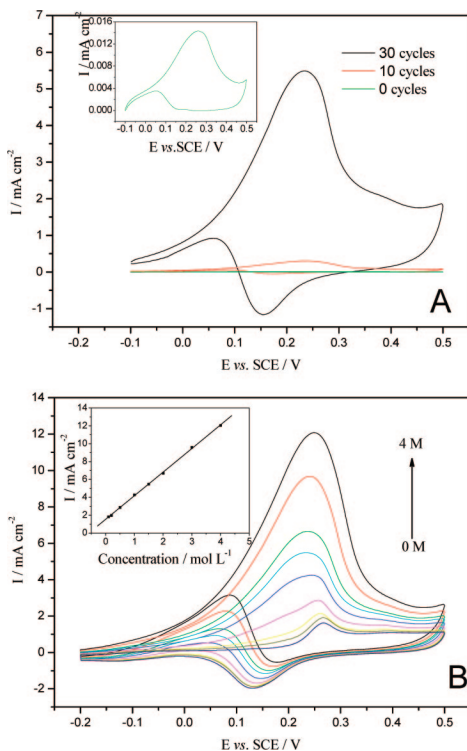 0.016
0.012
0.008
0.004
0.000
I / mA cm-2
-0.1 0.0 0.1 0.2 0.3 0.4 0.5
E vs.SCE / V
30 cycles
10 cycles
0 cycles
7
6
5
4
3
2
1
0
-1
I / mA cm-2
A
-0.1 0.0 0.1 0.2 0.3 0.4 0.5
E vs. SCE / V
14
12
10
8
6
4
2
0
-2
I / mA cm-2
14
12
10
8
6
4
2
0
I / mA cm-2
0 1 2 3 4 5
Concentration / mol L-1
4 M
0 M
B
-0.2 -0.1 0.0 0.1 0.2 0.3 0.4 0.5
E vs. SCE / V